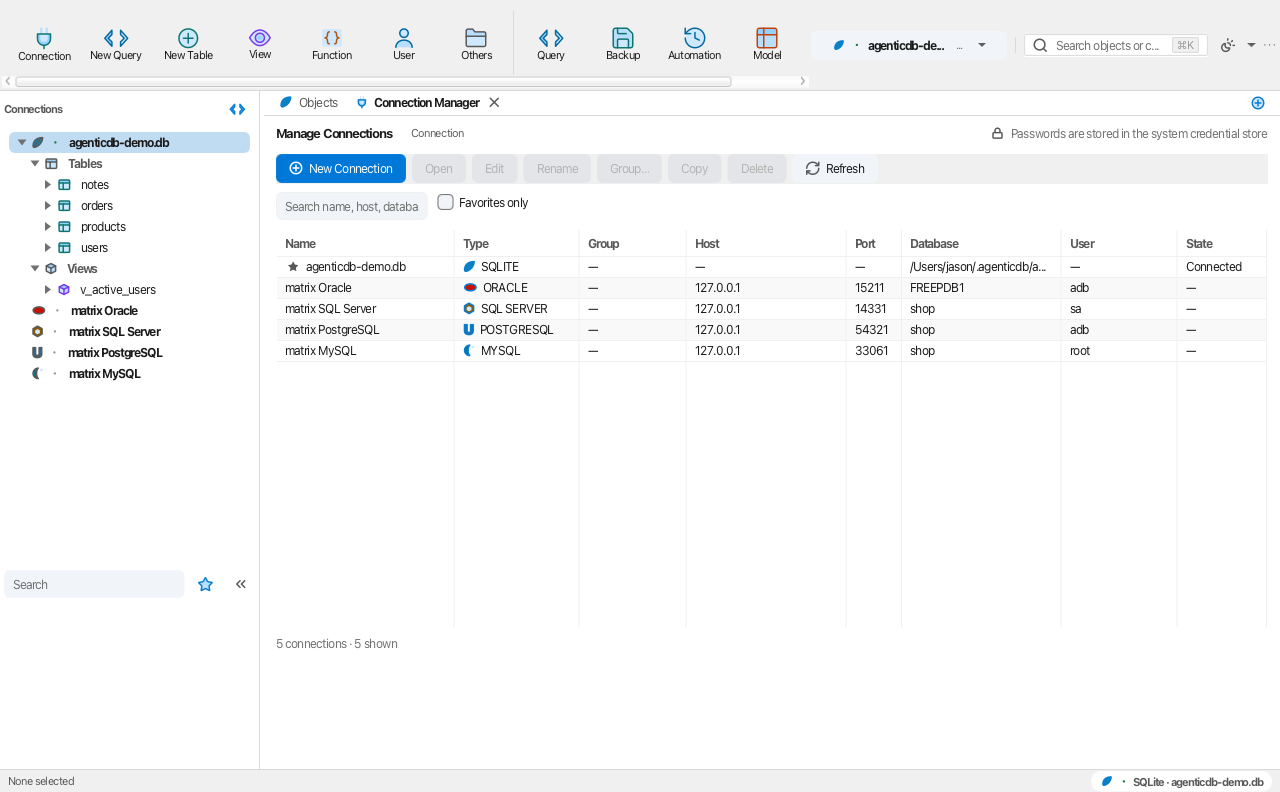 Connection New Query New Table View Function User Others Query Backup Automation Model
agenticdb-de... ... Search objects or c... ⌘K ...
Connections
agenticdb-demo.db
Tables
notes
orders
products
users
Views
v_active_users
matrix Oracle
matrix SQL Server
matrix PostgreSQL
matrix MySQL
Search
Objects Connection Manager
Manage Connections Connection Passwords are stored in the system credential store
New Connection Open Edit Rename Group... Copy Delete Refresh
Search name, host, databa Favorites only
Name Type Group Host Port Database User State
agenticdb-demo.db SQLITE — — — /Users/jason/.agenticdb/a... — Connected
matrix Oracle ORACLE — 127.0.0.1 15211 FREEPDB1 adb —
matrix SQL Server SQL SERVER — 127.0.0.1 14331 shop sa —
matrix PostgreSQL POSTGRESQL — 127.0.0.1 54321 shop adb —
matrix MySQL MYSQL — 127.0.0.1 33061 shop root —
5 connections · 5 shown
None selected SQLite · agenticdb-demo.db